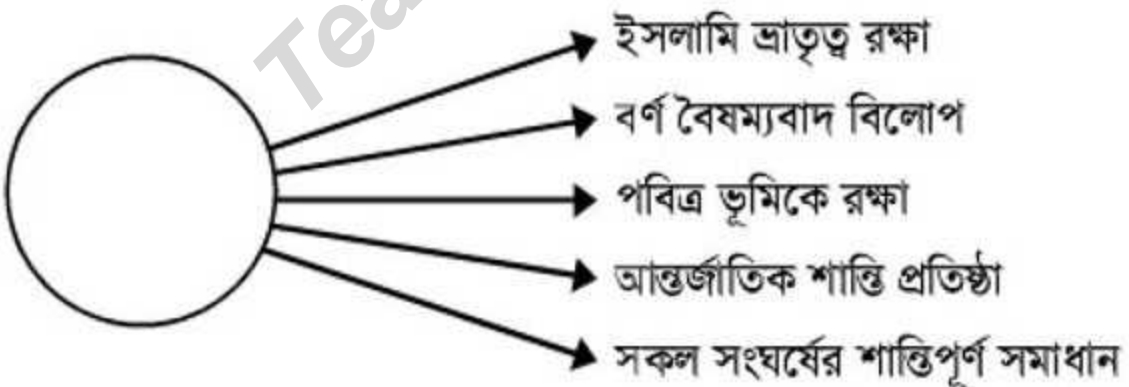 ইসলামি ভ্রাতৃত্ব রক্ষা
বর্ণ বৈষম্যবাদ বিলোপ
পবিত্র ভূমিকে রক্ষা
আন্তর্জাতিক শান্তি প্রতিষ্ঠা
সকল সংঘর্ষের শান্তিপূর্ণ সমাধান